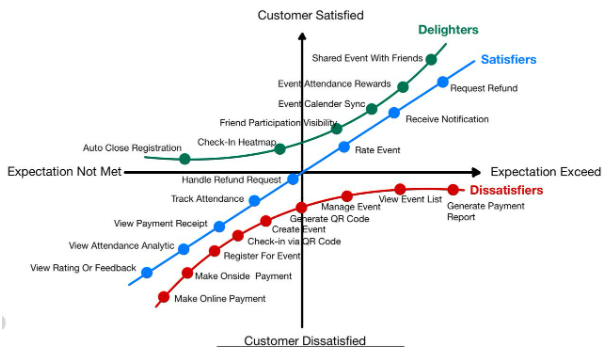 Customer Satisfied
Delighters
Shared Event With Friends
Satisfiers
Event Attendance Rewards
Request Refund
Event Calender Sync
Receive Notification
Friend Participation Visibility
Check-In Heatmap
Auto Close Registration
Rate Event
Expectation Not Met
Expectation Exceed
Handle Refund Request
Dissatisfiers
Track Attendance
View Event List
Manage Event
Generate Payment
Report
Generate QR Code
View Payment Receipt
Create Event
Check-in via QR Code
View Attendance Analytic
Register For Event
View Rating Or Feedback
Make Onside Payment
Make Online Payment
Customer Dissatisfied